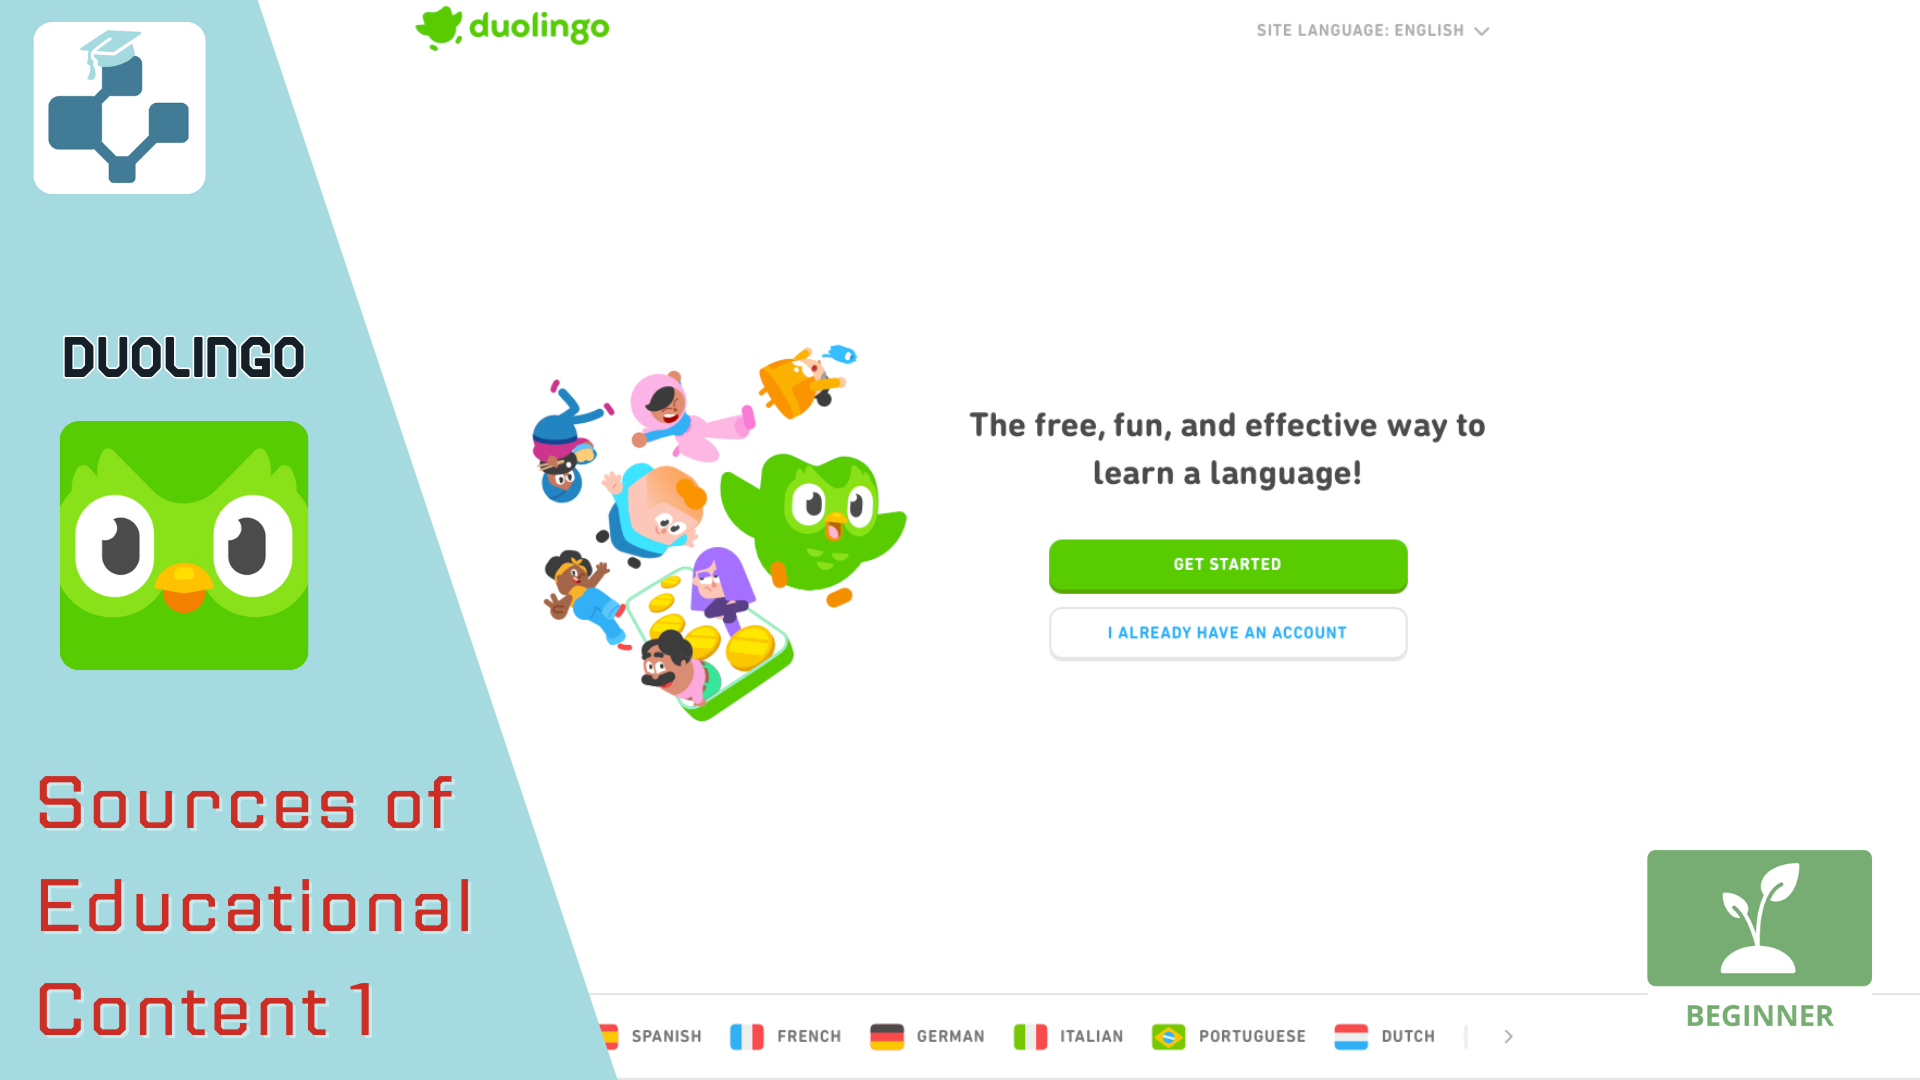 duolingo
SITE LANGUAGE: ENGLISH
DUOLINGO
The free, fun, and effective way to
learn a language!
GET STARTED
I ALREADY HAVE AN ACCOUNT
Sources of
Educational
Content 1
BEGINNER
SPANISH FRENCH GERMAN ITALIAN PORTUGUESE DUTCH